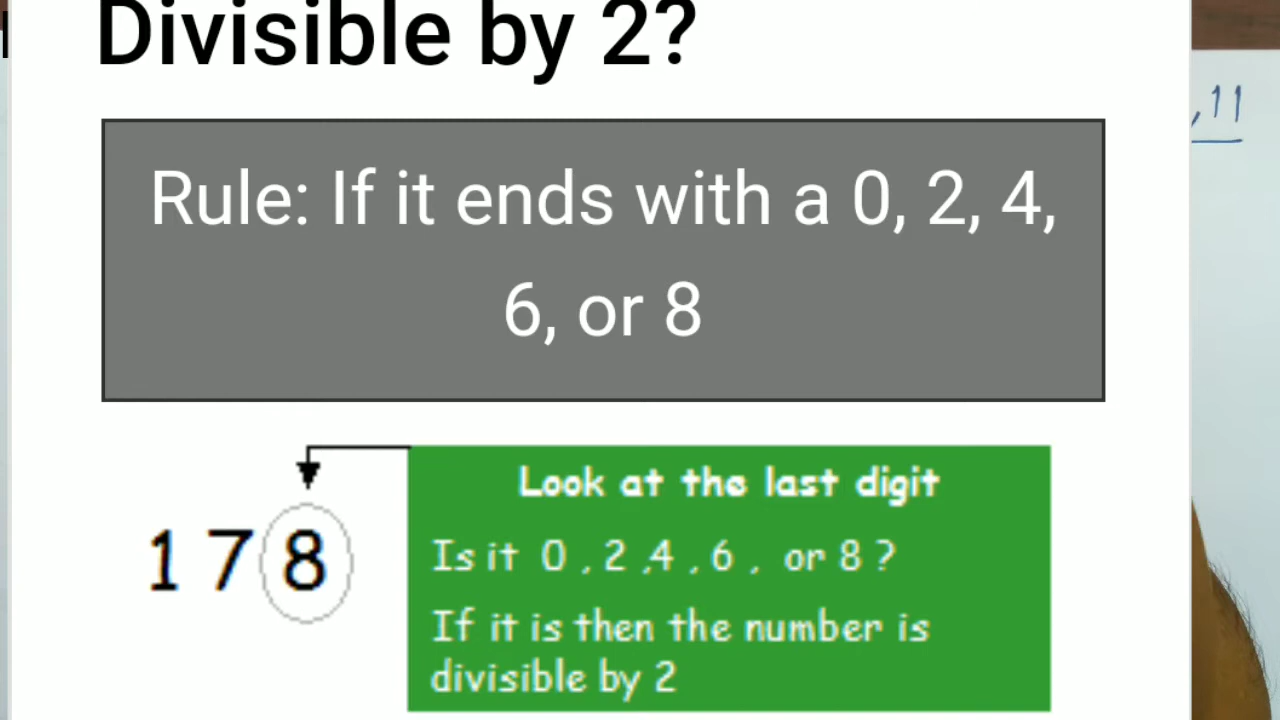 Divisible by 2?
,11
Rule: If it ends with a 0, 2, 4,
6, or 8
Look at the last digit
178
Is it 0 , 2 ,4 , 6 , or 8 ?
If it is then the number is
divisible by 2